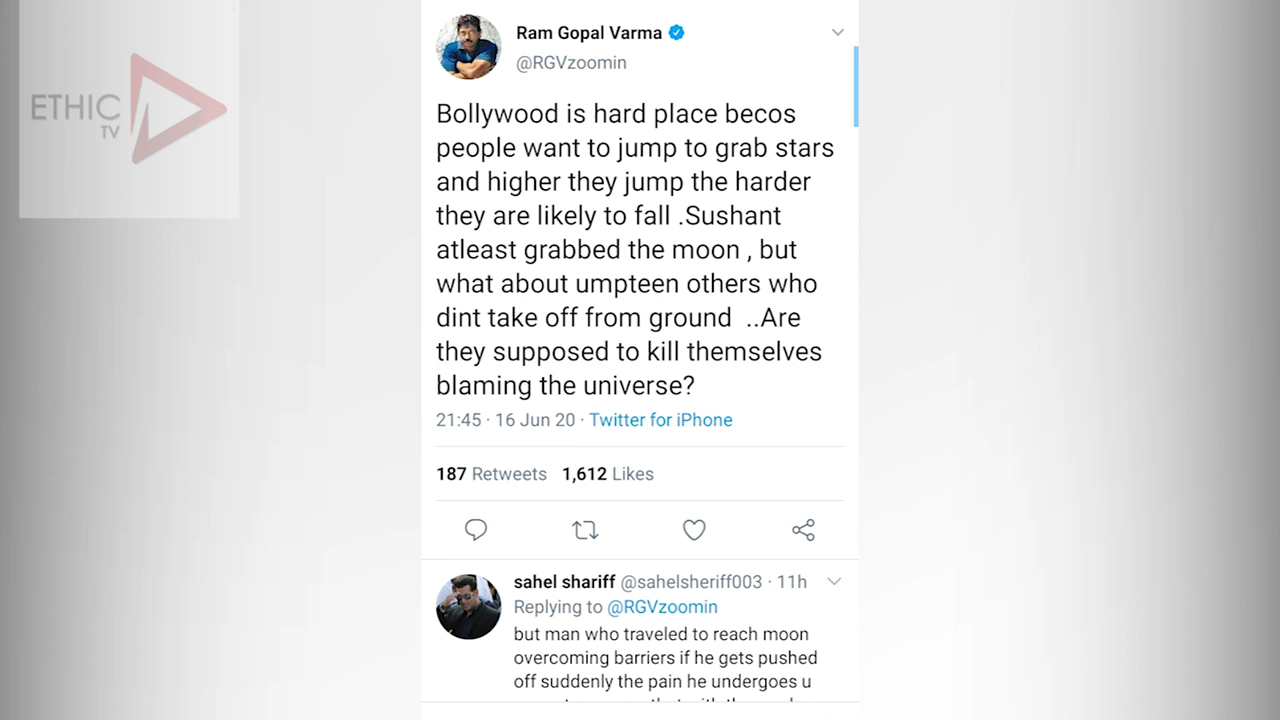 ETHIC
TV
Ram Gopal Varma
@RGVzoomin
Bollywood is hard place becos
people want to jump to grab stars
and higher they jump the harder
they are likely to fall .Sushant
atleast grabbed the moon , but
what about umpteen others who
dint take off from ground ..Are
they supposed to kill themselves
blaming the universe?
21:45 · 16 Jun 20 · Twitter for iPhone
187 Retweets 1,612 Likes
sahel shariff @sahelsheriff003 · 11h
Replying to @RGVzoomin
but man who traveled to reach moon
overcoming barriers if he gets pushed
off suddenly the pain he undergoes u